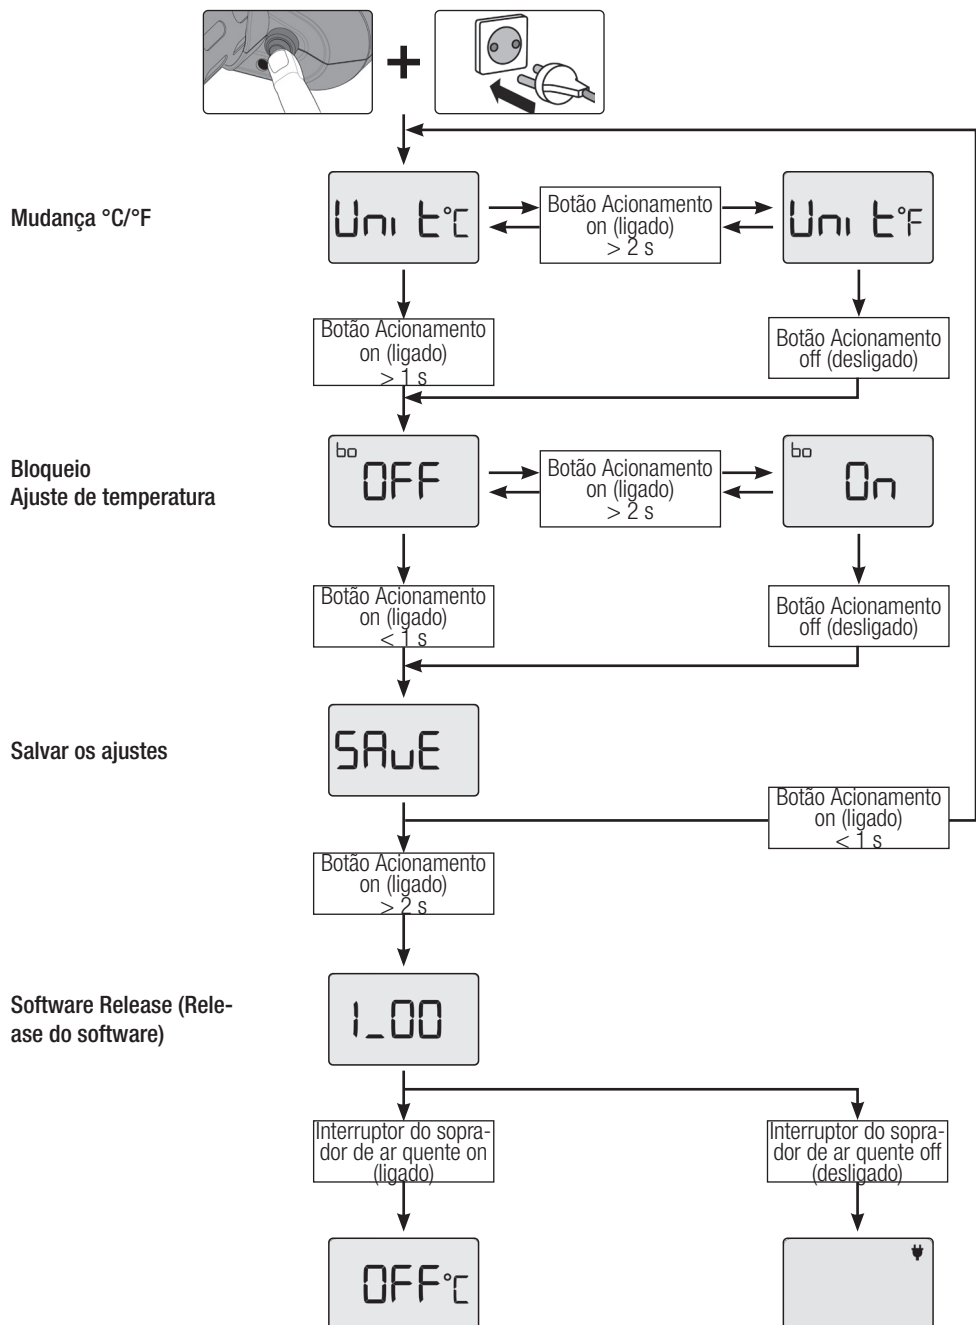 Mudança °C/°F
Unit°C
Botão Acionamento
on (ligado)
> 2 s
Unit°F
Botão Acionamento
on (ligado)
> 1 s
Botão Acionamento
off (desligado)
Bloqueio
Ajuste de temperatura
bo
OFF
Botão Acionamento
on (ligado)
> 2 s
bo
On
Botão Acionamento
on (ligado)
< 1 s
Botão Acionamento
off (desligado)
Salvar os ajustes
SAvE
Botão Acionamento
on (ligado)
< 1 s
Botão Acionamento
on (ligado)
> 2 s
Software Release (Rele-
ase do software)
1_00
Interruptor do sopra-
dor de ar quente on
(ligado)
Interruptor do sopra-
dor de ar quente off
(desligado)
OFF°C